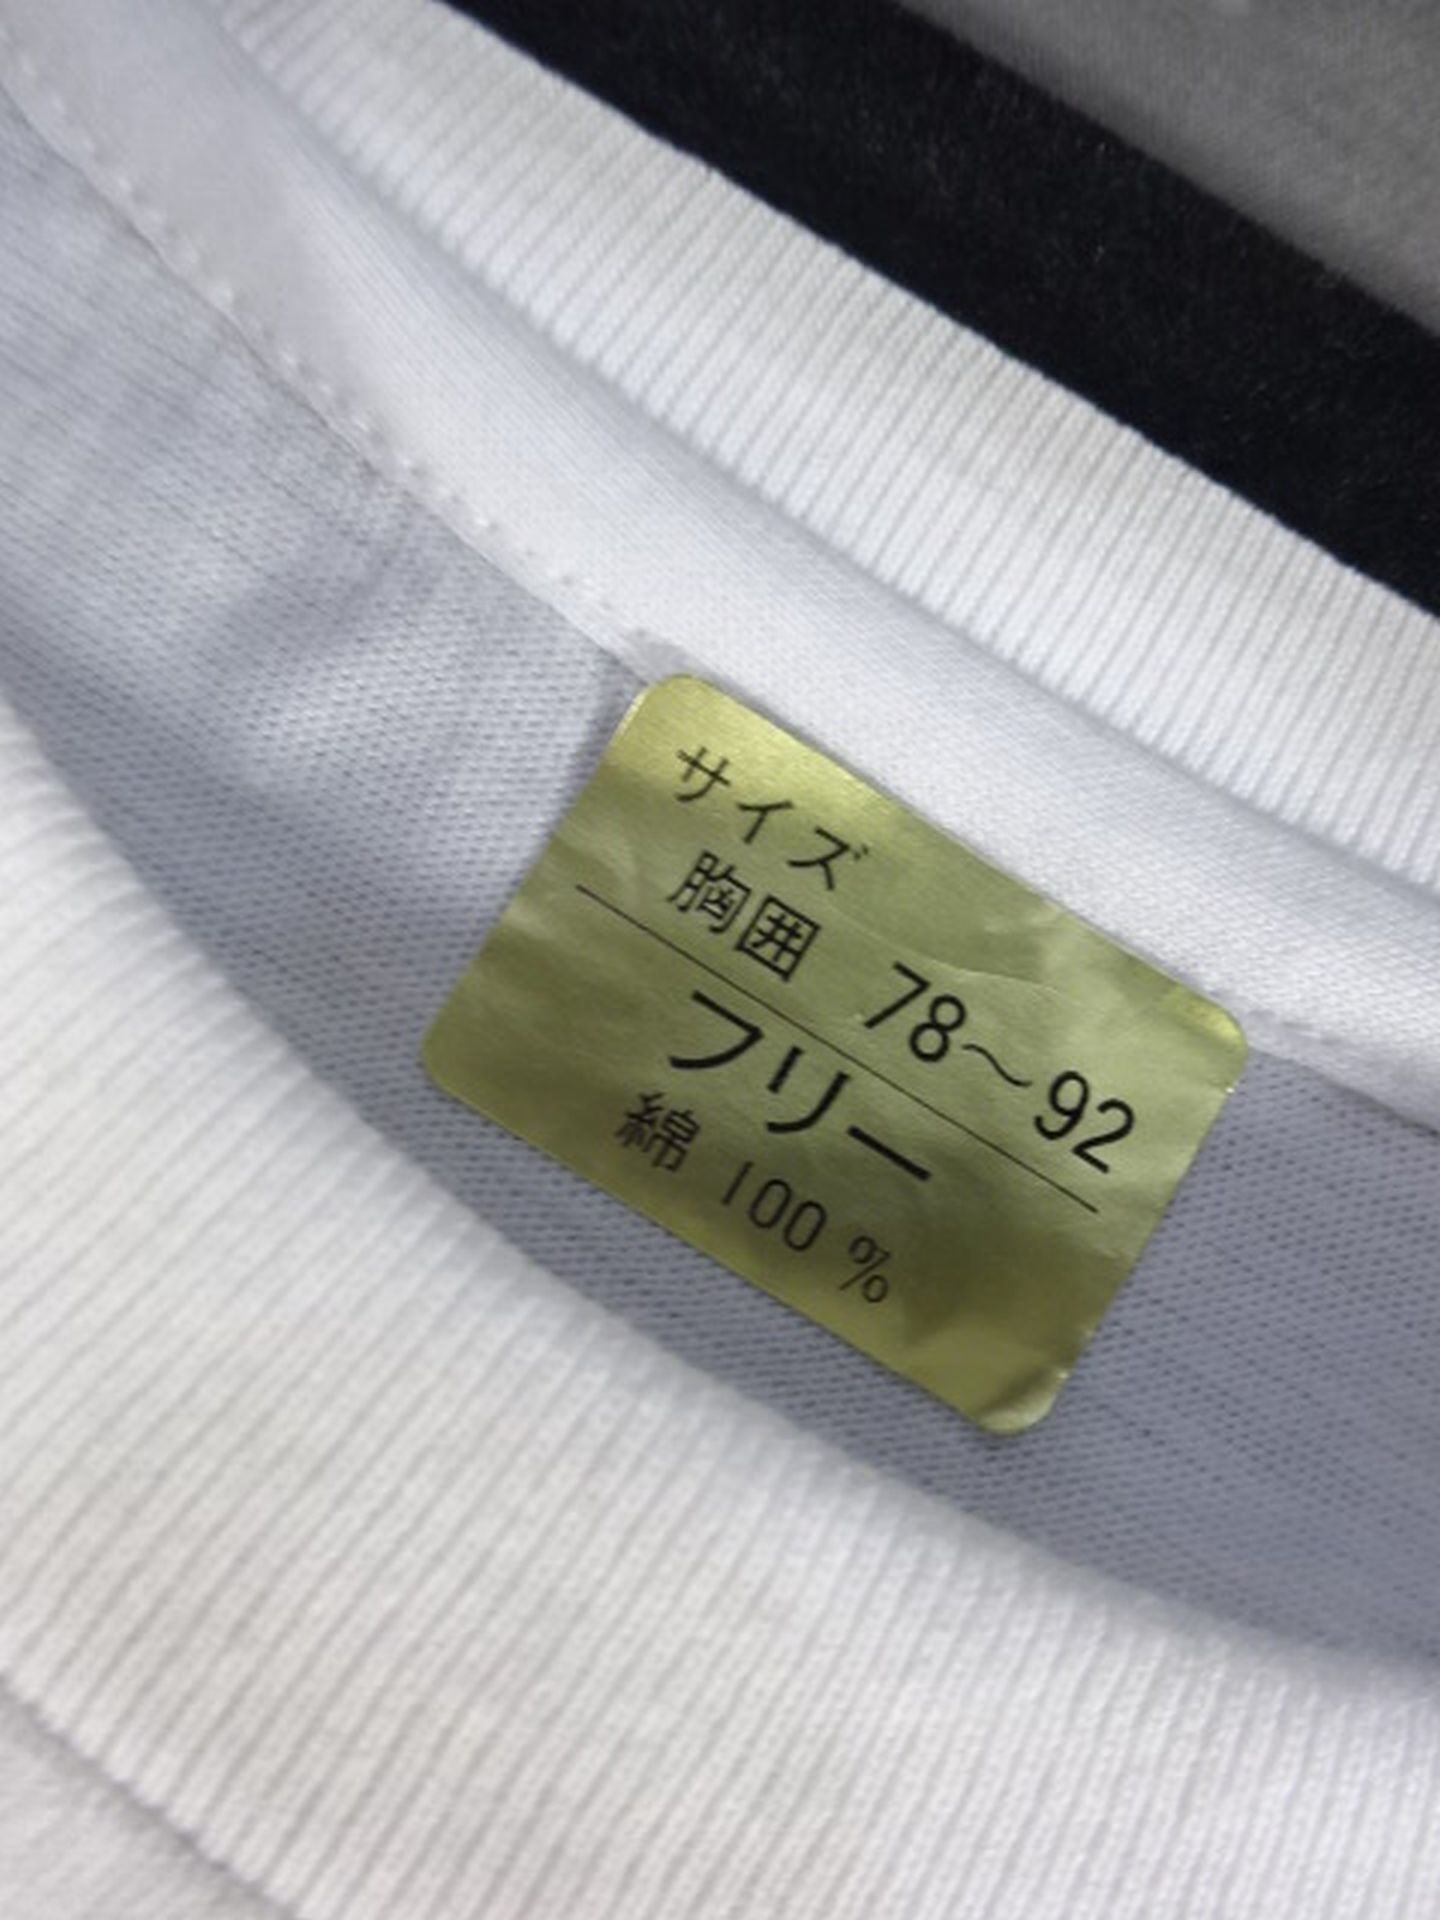 サイズ
胸囲 78～92
フリー
綿 100 %